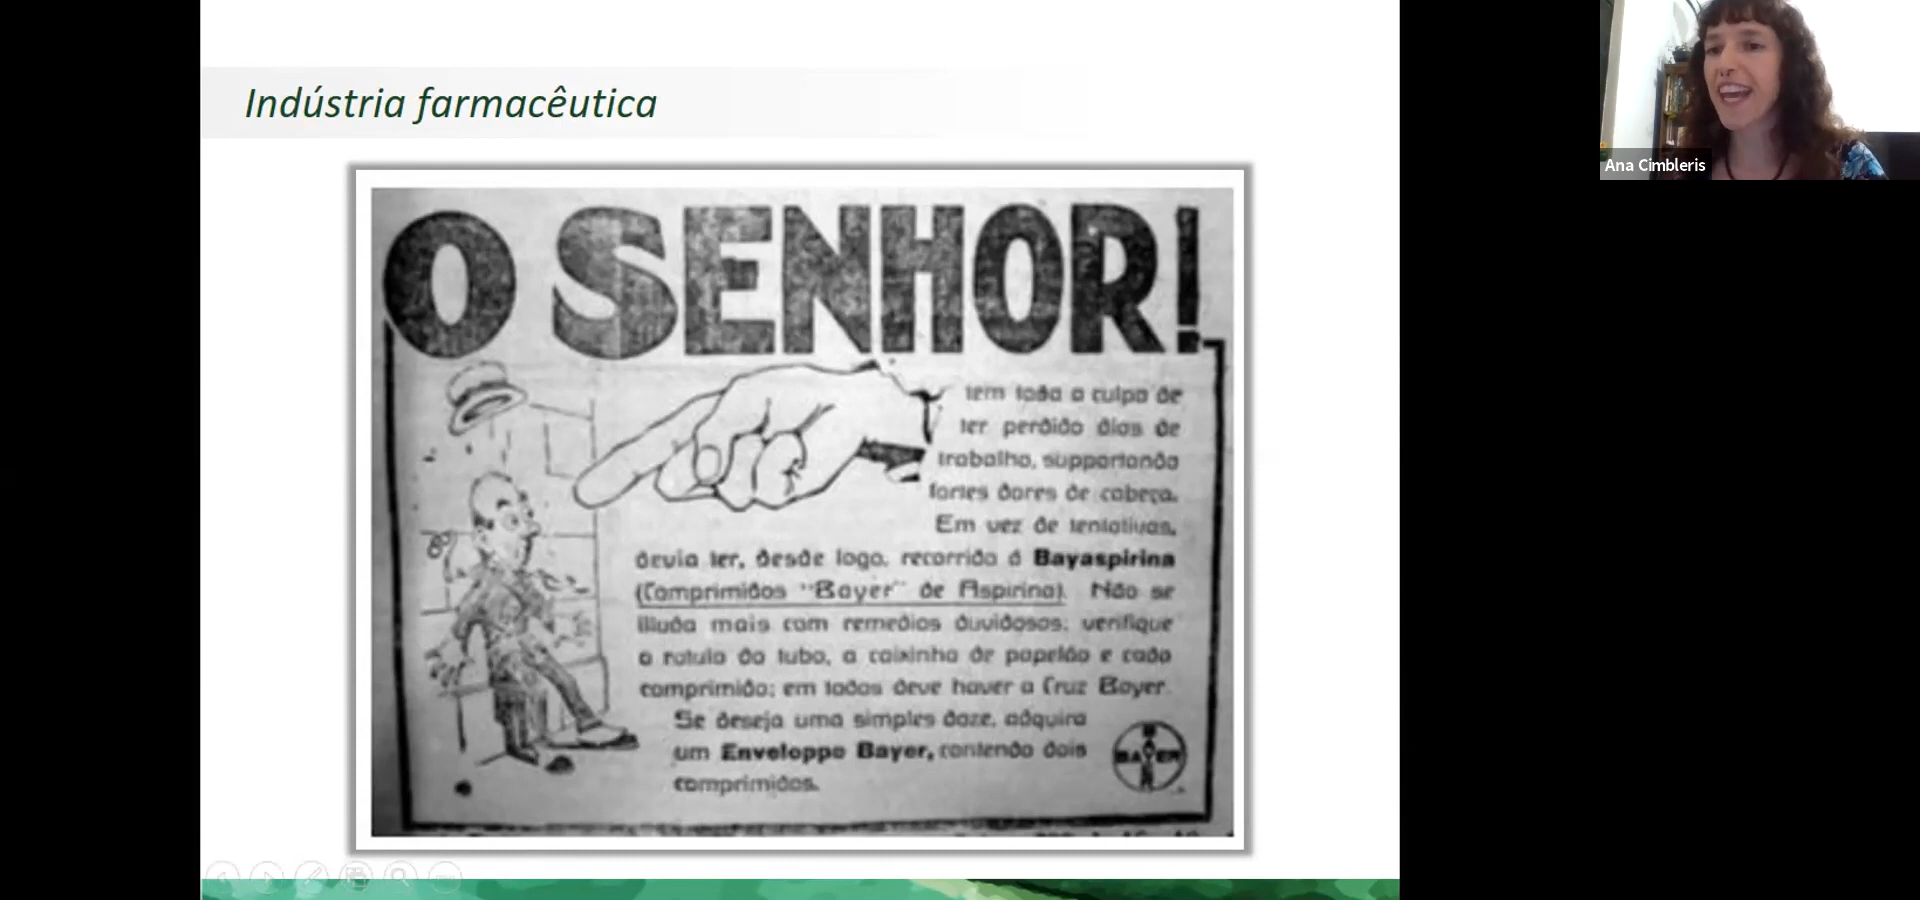 Indústria farmacêutica
Ana Cimbleris
O SENHOR!
tem toda a culpa de
ter perdido dias de
trabalho, supportando
fortes dores de cabeça.
Em vez de tentativas,
devia ter, desde logo, recorrido á Bayaspirina
(Comprimidos "Bayer" de Aspirina). Não se
illuda mais com remedios duvidosos; verifique
o rotulo do tubo, a caixinha de papelão e cada
comprimido; em todos deve haver a Cruz Bayer.
Se deseja uma simples doze, adquira
um Enveloppe Bayer, contendo dois
comprimidos.
BAYER